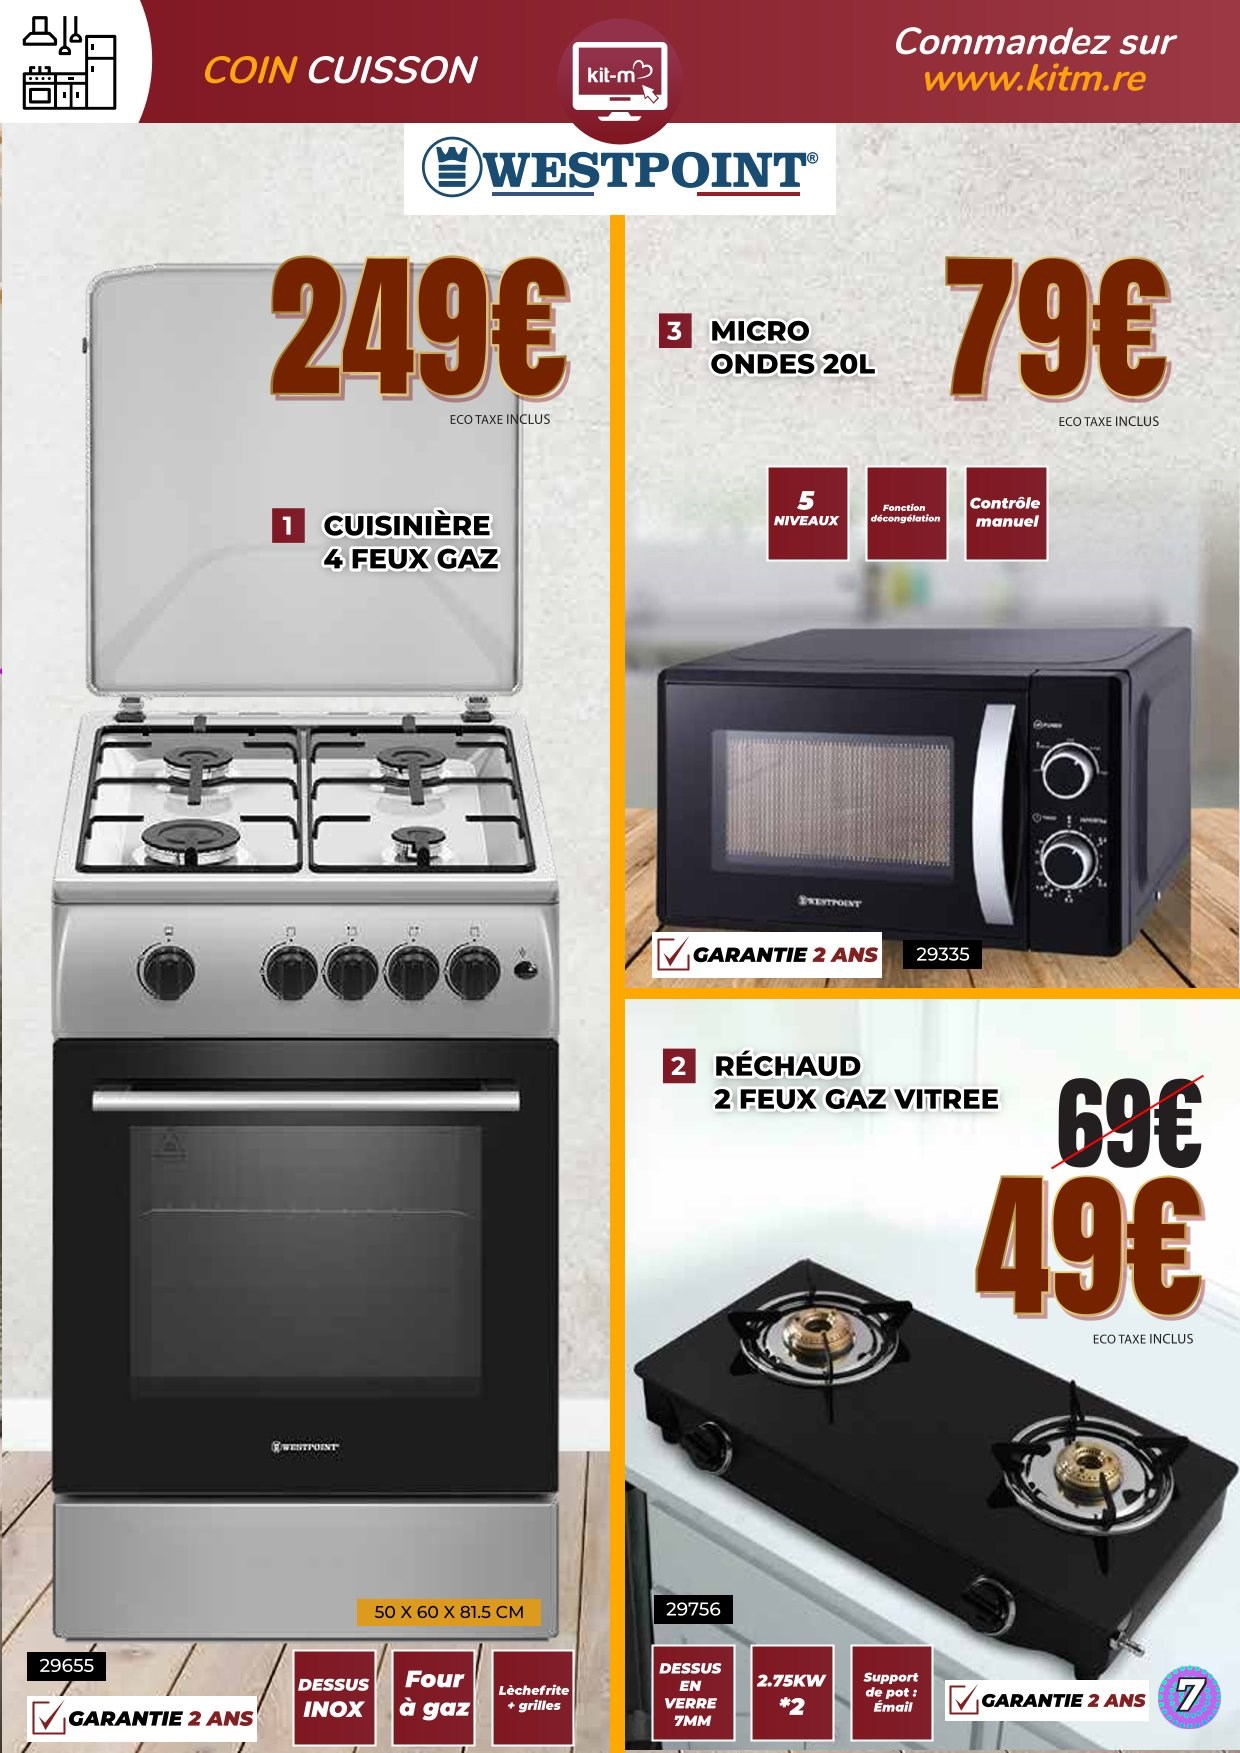 COIN CUISSON
kit-m
Commandez sur
www.kitm.re
WESTPOINT®
249€
ECO TAXE INCLUS
1 CUISINIÈRE
4 FEUX GAZ
WESTPOINT
50 X 60 X 81.5 CM
29655
GARANTIE 2 ANS
DESSUS
INOX
Four
à gaz
Lèchefrite
+ grilles
3 MICRO
ONDES 20L
79€
ECO TAXE INCLUS
5
NIVEAUX
Fonction
décongélation
Contrôle
manuel
WESTPOINT
GARANTIE 2 ANS
29335
2 RÉCHAUD
2 FEUX GAZ VITREE
69€
49€
ECO TAXE INCLUS
29756
DESSUS
EN
VERRE
7MM
2.75KW
*2
Support
de pot :
Émail
GARANTIE 2 ANS
7